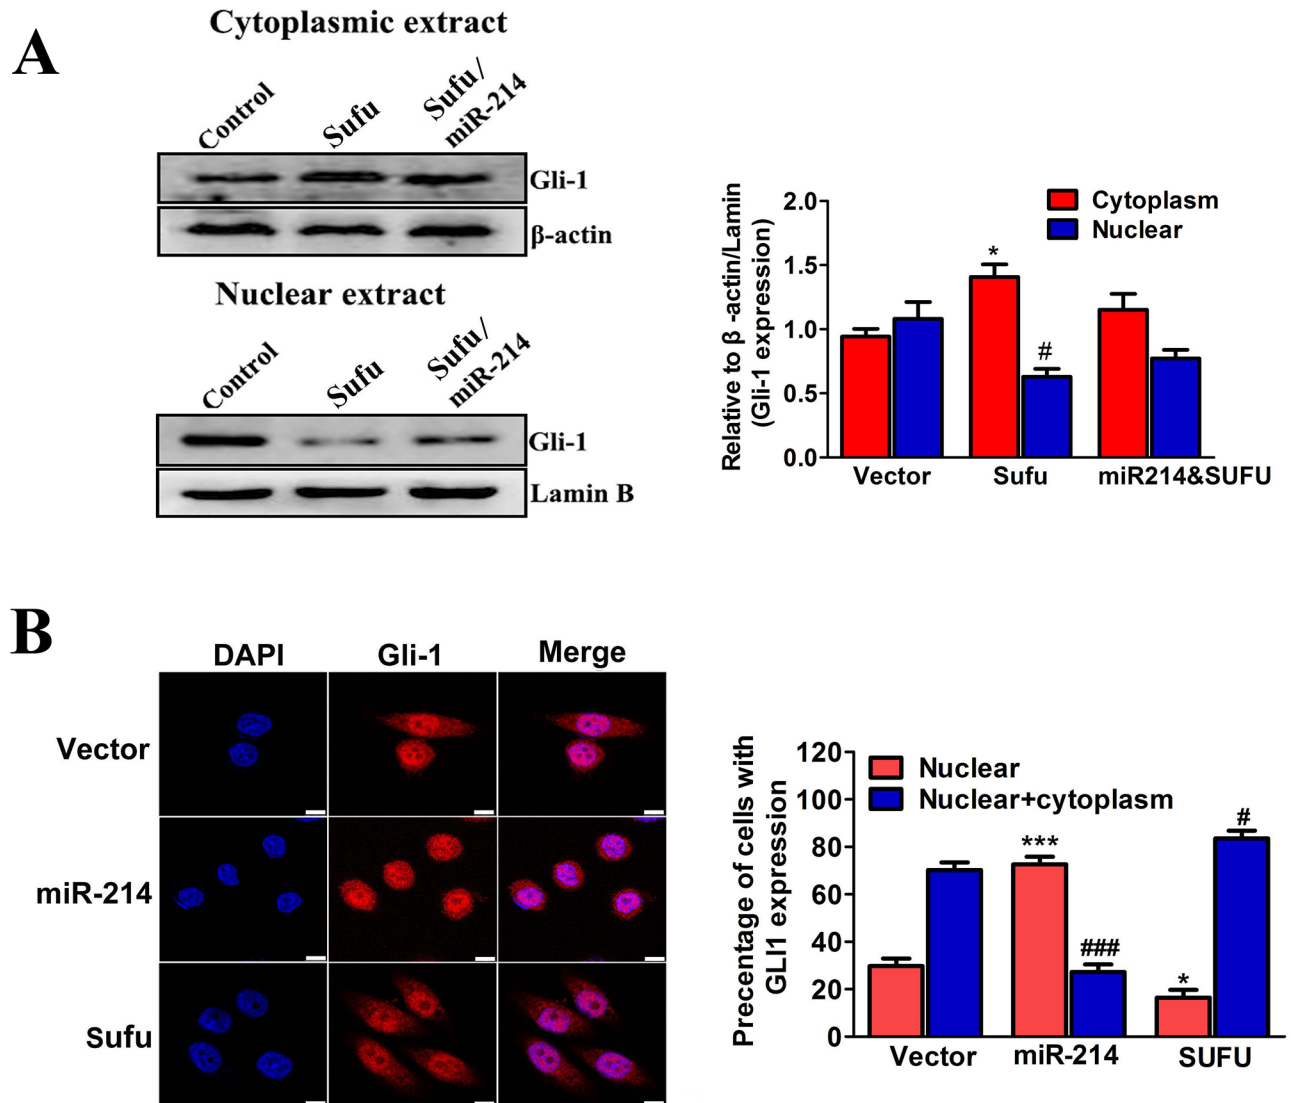 A
Cytoplasmic extract
Control
Sufu
Sufu/
miR-214
Gli-1
β-actin
Nuclear extract
Control
Sufu
Sufu/
miR-214
Gli-1
Lamin B
Relative to β -actin/Lamin
(Gli-1 expression)
2.0
1.5
1.0
0.5
0.0
Cytoplasm
Nuclear
*
#
Vector
Sufu
miR214&SUFU
B
DAPI
Gli-1
Merge
Vector
miR-214
Sufu
Precentage of cells with
GLI1 expression
120
100
80
60
40
20
0
Nuclear
Nuclear+cytoplasm
***
###
*
#
Vector
miR-214
SUFU